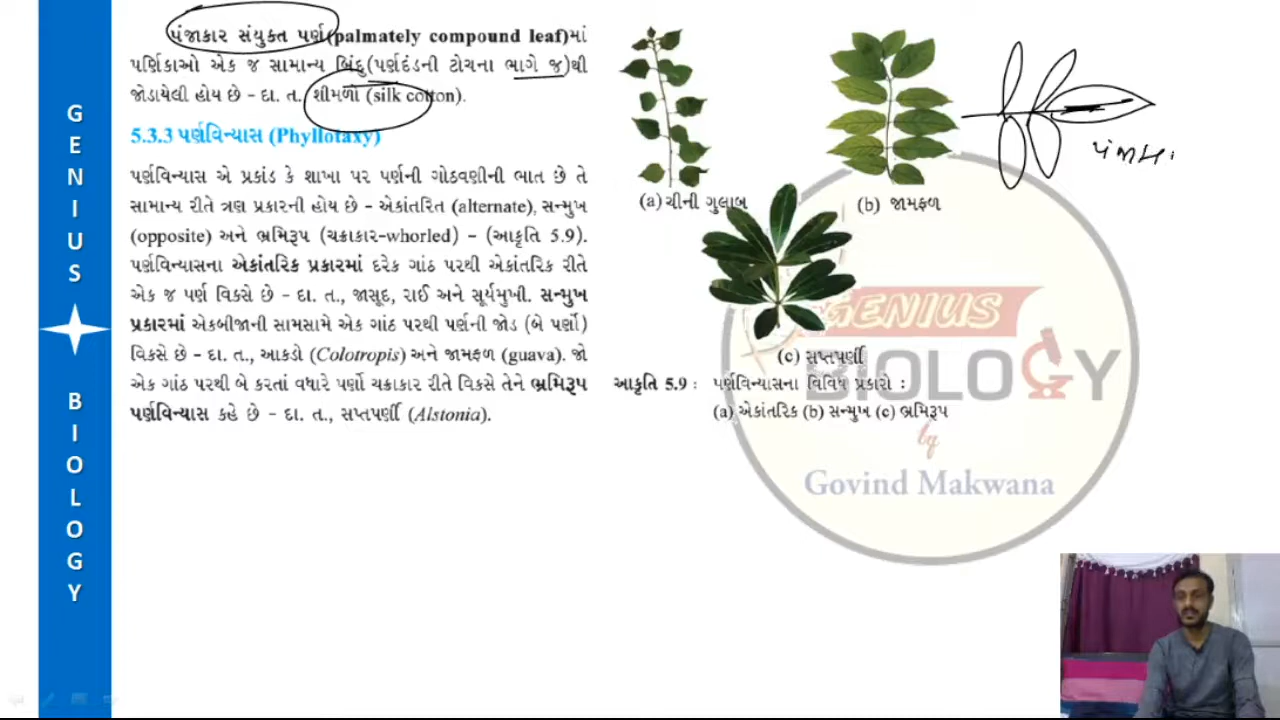 GENIUS BIOLOGY
પંજાકાર સંયુક્ત પર્ણ(palmately compound leaf)માં
પર્ણિકાઓ એક જ સામાન્ય બિંદુ(પર્ણદંડની ટોચના ભાગે જ)થી
જોડાયેલી હોય છે - દા. ત. શીમળો (silk cotton).
5.3.3 પર્ણવિન્યાસ (Phyllotaxy)
પર્ણવિન્યાસ એ પ્રકાંડ કે શાખા પર પર્ણની ગોઠવણીની ભાત છે તે
સામાન્ય રીતે ત્રણ પ્રકારની હોય છે - એકાંતરિત (alternate), સન્મુખ
(opposite) અને ભ્રમિરૂપ (ચક્રાકાર-whorled) - (આકૃતિ 5.9).
પર્ણવિન્યાસના એકાંતરિક પ્રકારમાં દરેક ગાંઠ પરથી એકાંતરિક રીતે
એક જ પર્ણ વિકસે છે - દા. ત., જાસૂદ, રાઈ અને સૂર્યમુખી. સન્મુખ
પ્રકારમાં એકબીજાની સામસામે એક ગાંઠ પરથી પર્ણની જોડ (બે પર્ણો)
વિકસે છે - દા. ત., આકડો (Colotropis) અને જામફળ (guava). જો
એક ગાંઠ પરથી બે કરતાં વધારે પર્ણો ચક્રાકાર રીતે વિકસે તેને ભ્રમિરૂપ
પર્ણવિન્યાસ કહે છે - દા. ત., સપ્તપર્ણી (Alstonia).
(a) ચીની ગુલાબ
(b) જામફળ
(c) સપ્તપર્ણી
આકૃતિ 5.9 : પર્ણવિન્યાસના વિવિધ પ્રકારો :
(a) એકાંતરિક (b) સન્મુખ (c) ભ્રમિરૂપ
GENIUS
BIOLOGY
by
Govind Makwana